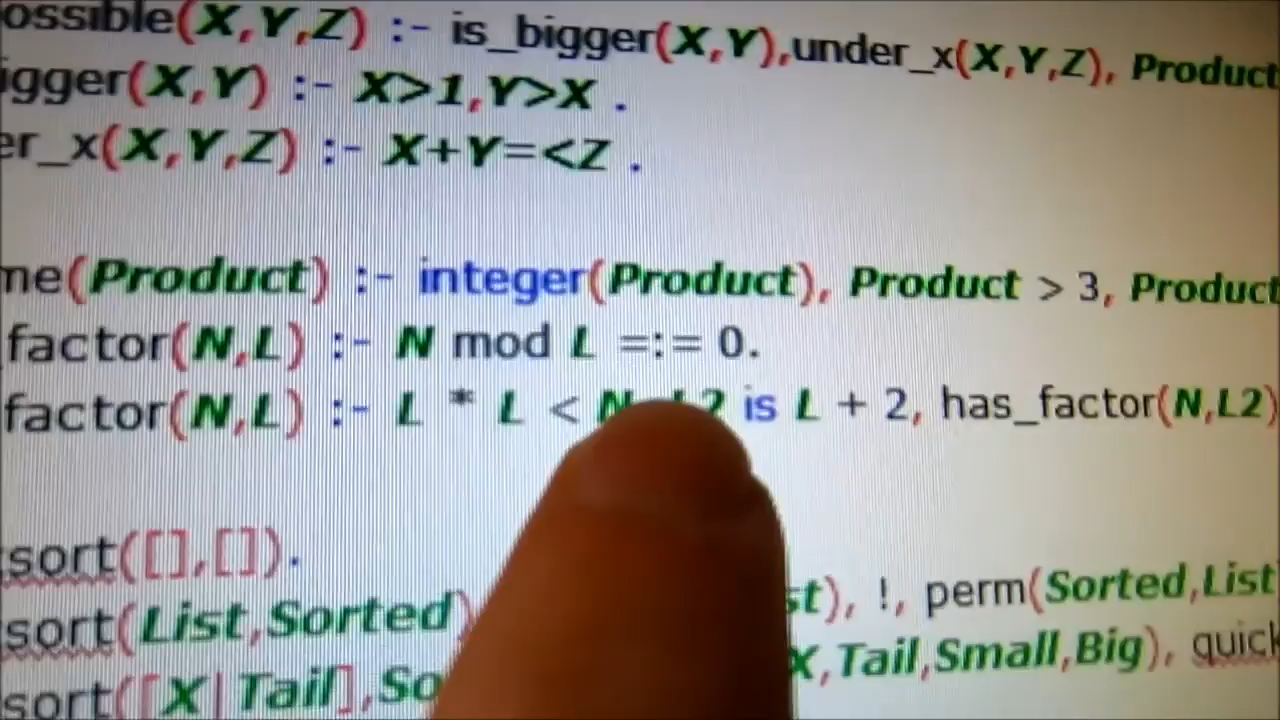 ossible(X,Y,Z) :- is_bigger(X,Y),under_x(X,Y,Z), Product
igger(X,Y) :- X>1,Y>X .
er_x(X,Y,Z) :- X+Y=<Z .
me(Product) :- integer(Product), Product > 3, Product
factor(N,L) :- N mod L =:= 0.
factor(N,L) :- L * L < N, L2 is L + 2, has_factor(N,L2)
sort([],[]).
sort(List,Sorted) st), !, perm(Sorted,List
sort([X|Tail],So X,Tail,Small,Big), quick